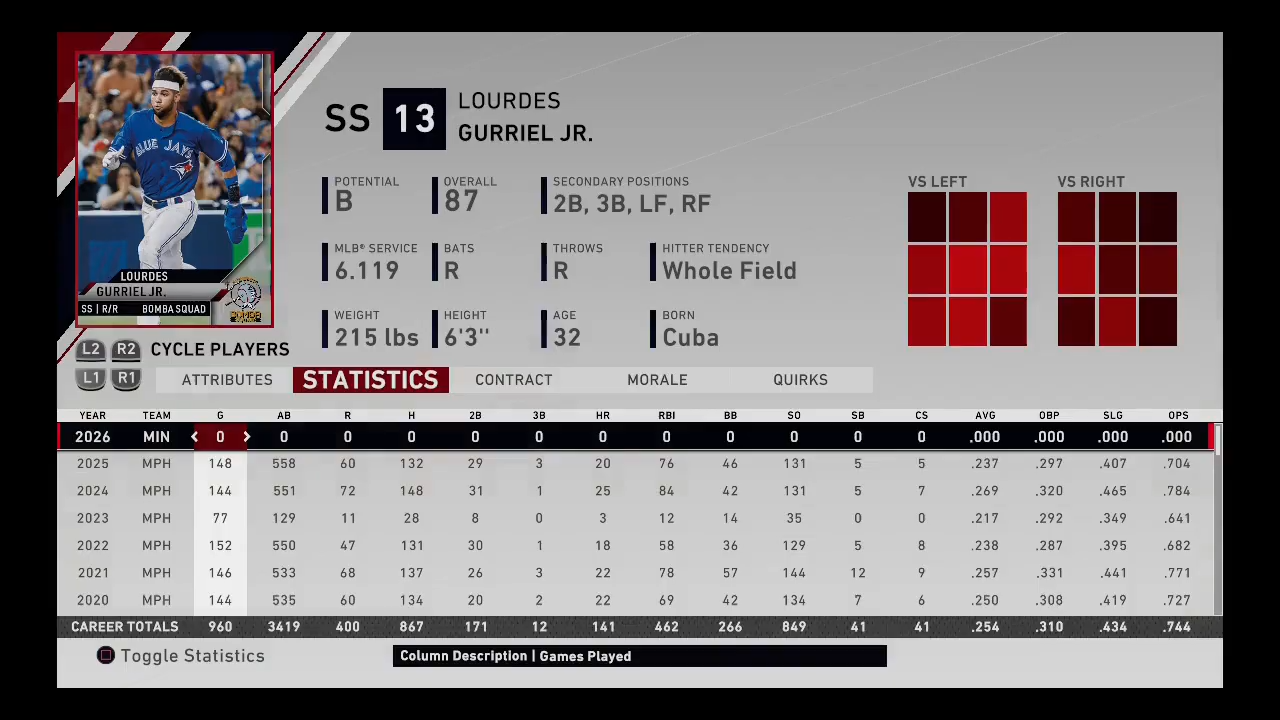 BLUE JAYS
LOURDES
GURRIEL JR.
SS | R/R BOMBA SQUAD
SS 13 LOURDES
GURRIEL JR.
POTENTIAL OVERALL SECONDARY POSITIONS
B 87 2B, 3B, LF, RF
MLB® SERVICE BATS THROWS HITTER TENDENCY
6.119 R R Whole Field
WEIGHT HEIGHT AGE BORN
215 lbs 6'3'' 32 Cuba
VS LEFT VS RIGHT
L2 R2 CYCLE PLAYERS
L1 R1 ATTRIBUTES STATISTICS CONTRACT MORALE QUIRKS
YEAR TEAM G AB R H 2B 3B HR RBI BB SO SB CS AVG OBP SLG OPS
2026 MIN 0 0 0 0 0 0 0 0 0 0 0 0 .000 .000 .000 .000
2025 MPH 148 558 60 132 29 3 20 76 46 131 5 5 .237 .297 .407 .704
2024 MPH 144 551 72 148 31 1 25 84 42 131 5 7 .269 .320 .465 .784
2023 MPH 77 129 11 28 8 0 3 12 14 35 0 0 .217 .292 .349 .641
2022 MPH 152 550 47 131 30 1 18 58 36 129 5 8 .238 .287 .395 .682
2021 MPH 146 533 68 137 26 3 22 78 57 144 12 9 .257 .331 .441 .771
2020 MPH 144 535 60 134 20 2 22 69 42 134 7 6 .250 .308 .419 .727
CAREER TOTALS 960 3419 400 867 171 12 141 462 266 849 41 41 .254 .310 .434 .744
Toggle Statistics
Column Description | Games Played